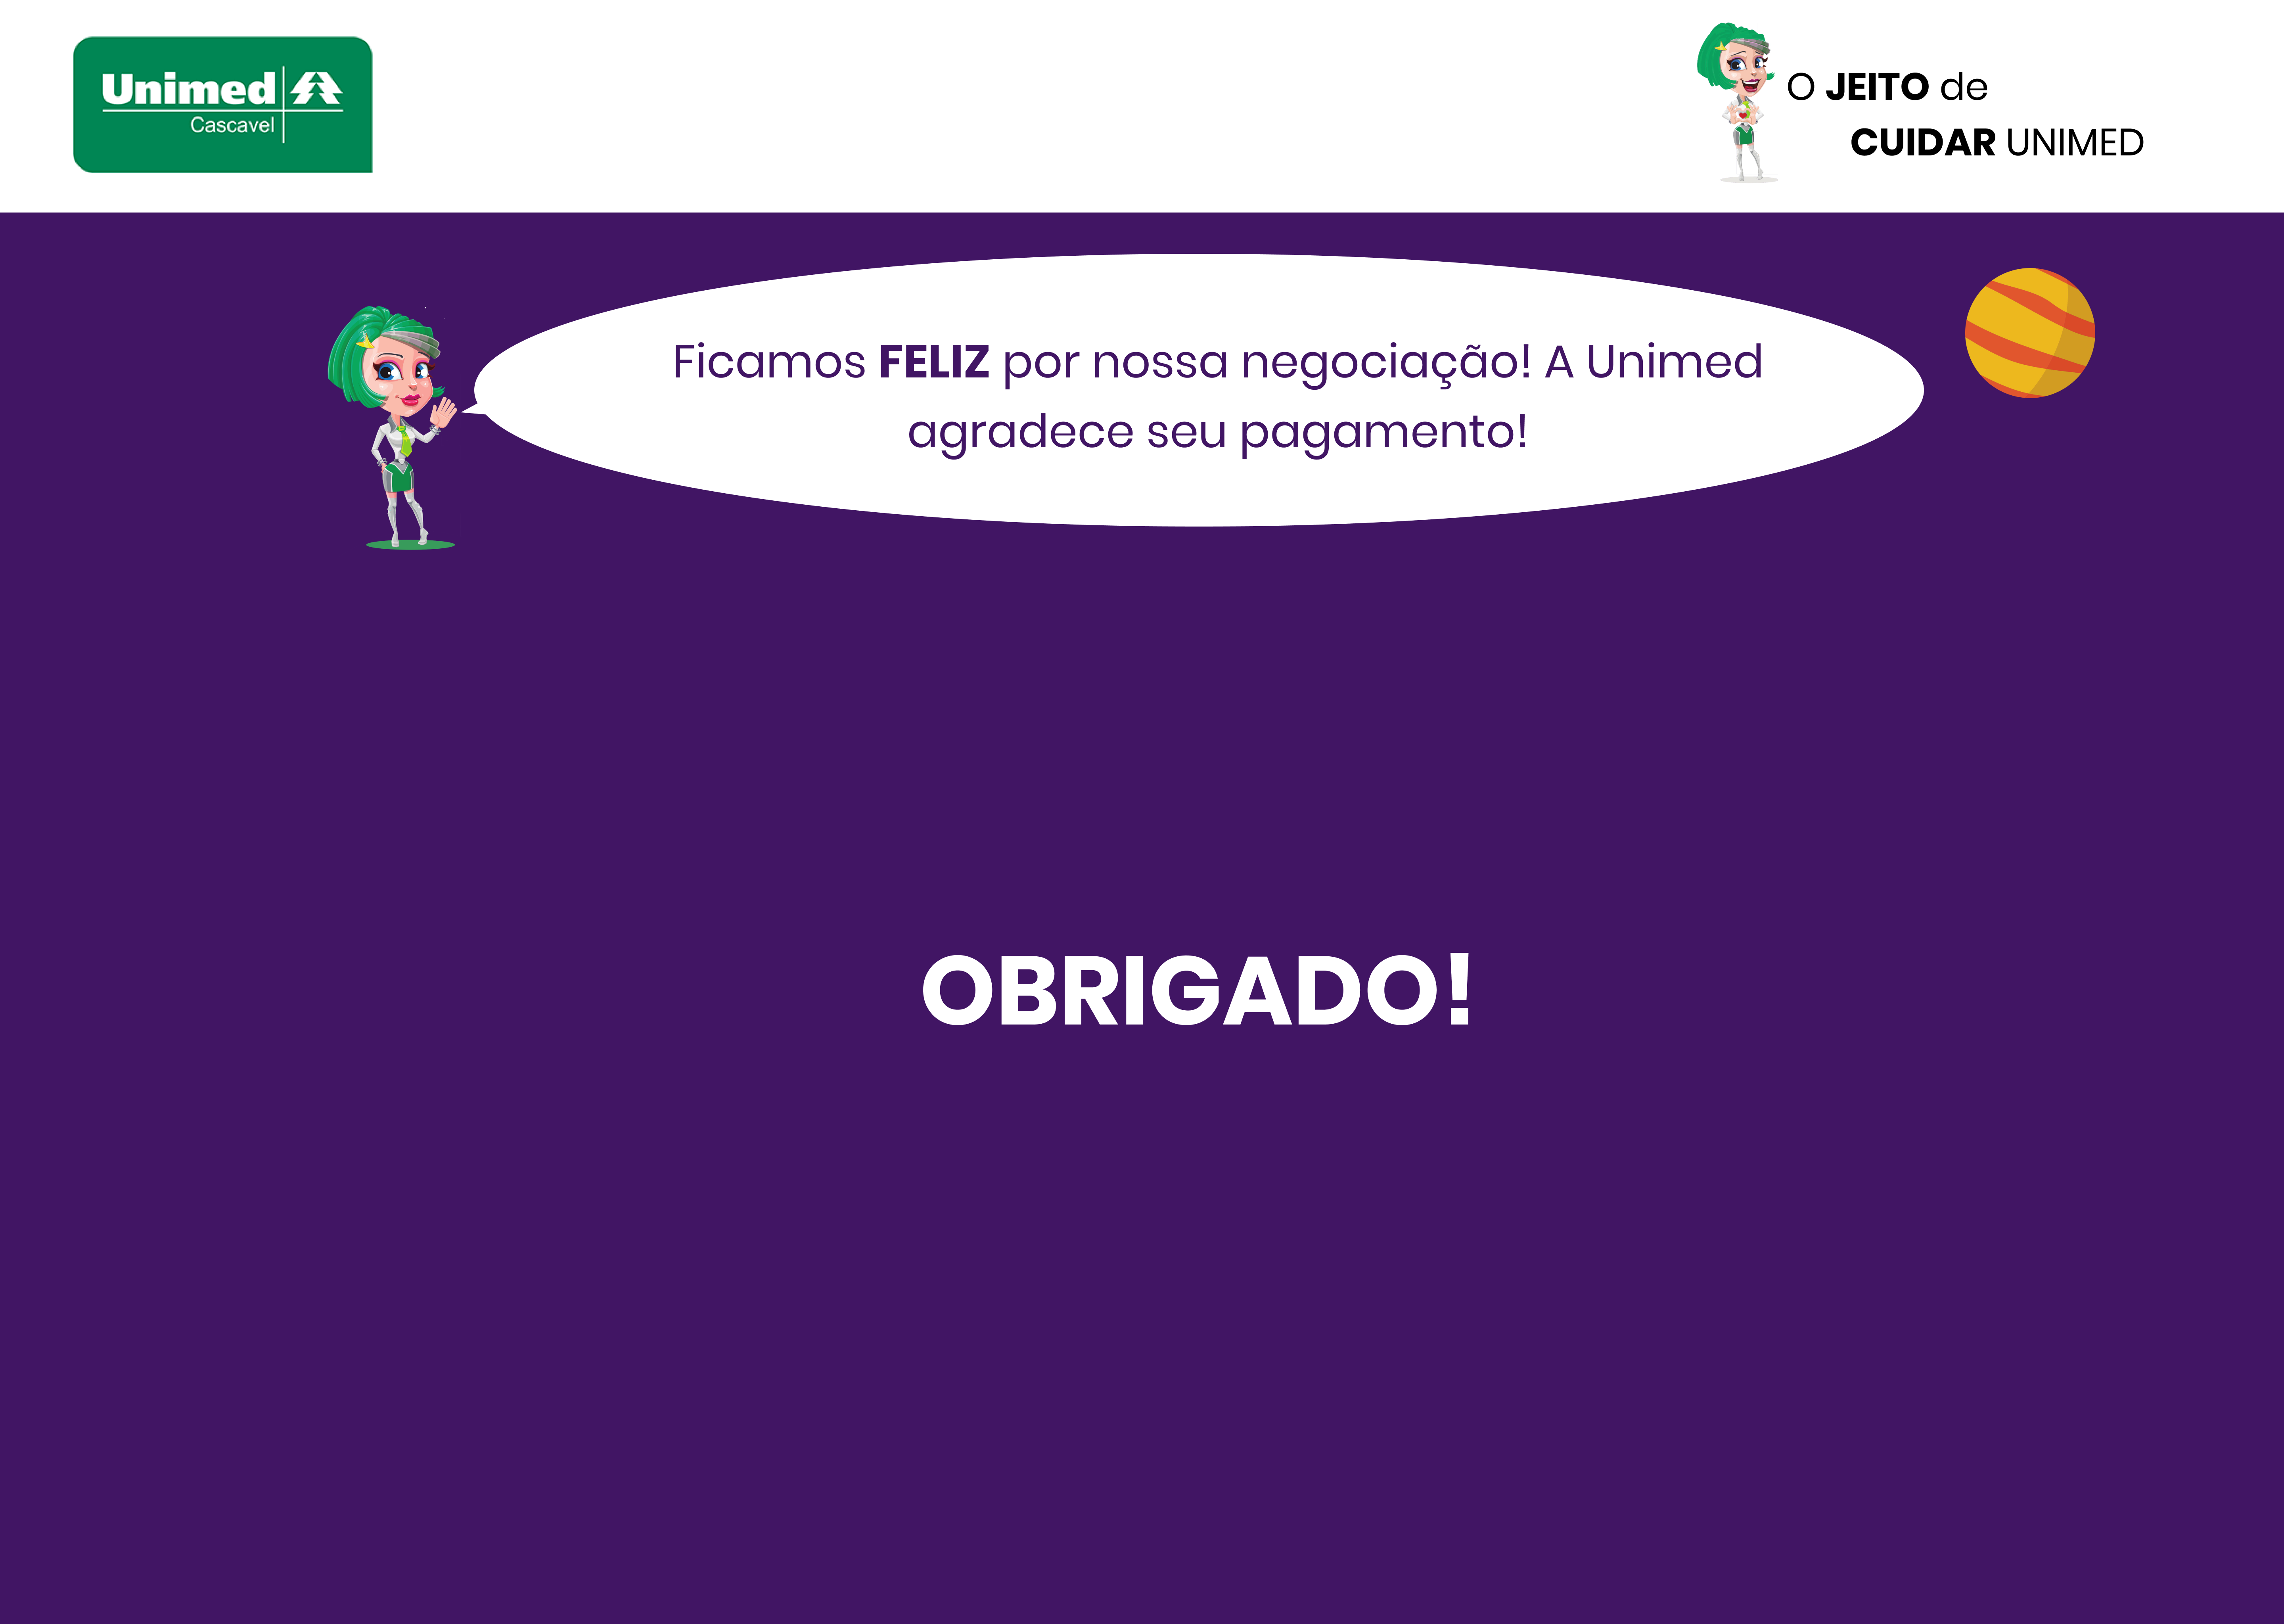 Unimed
Cascavel
O JEITO de
CUIDAR UNIMED
Ficamos FELIZ por nossa negociação! A Unimed
agradece seu pagamento!
OBRIGADO!